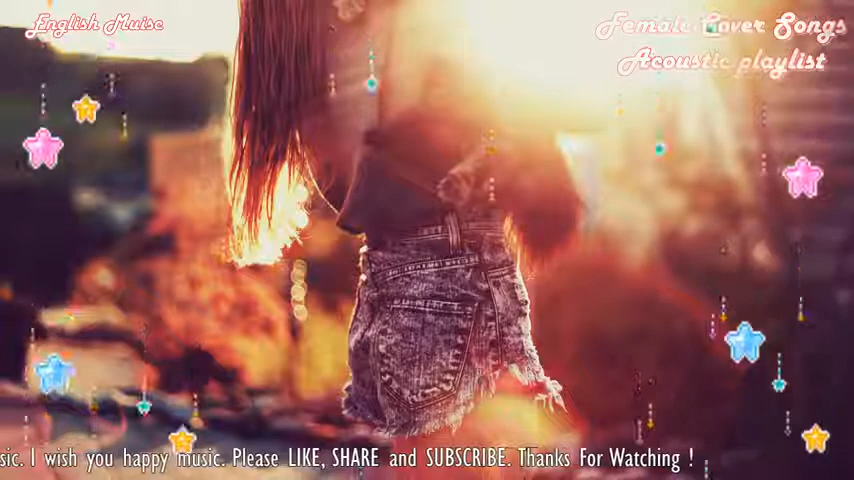 English Muisc
Female Cover Songs
Acoustic playlist
sic. I wish you happy music. Please LIKE, SHARE and SUBSCRIBE. Thanks For Watching !